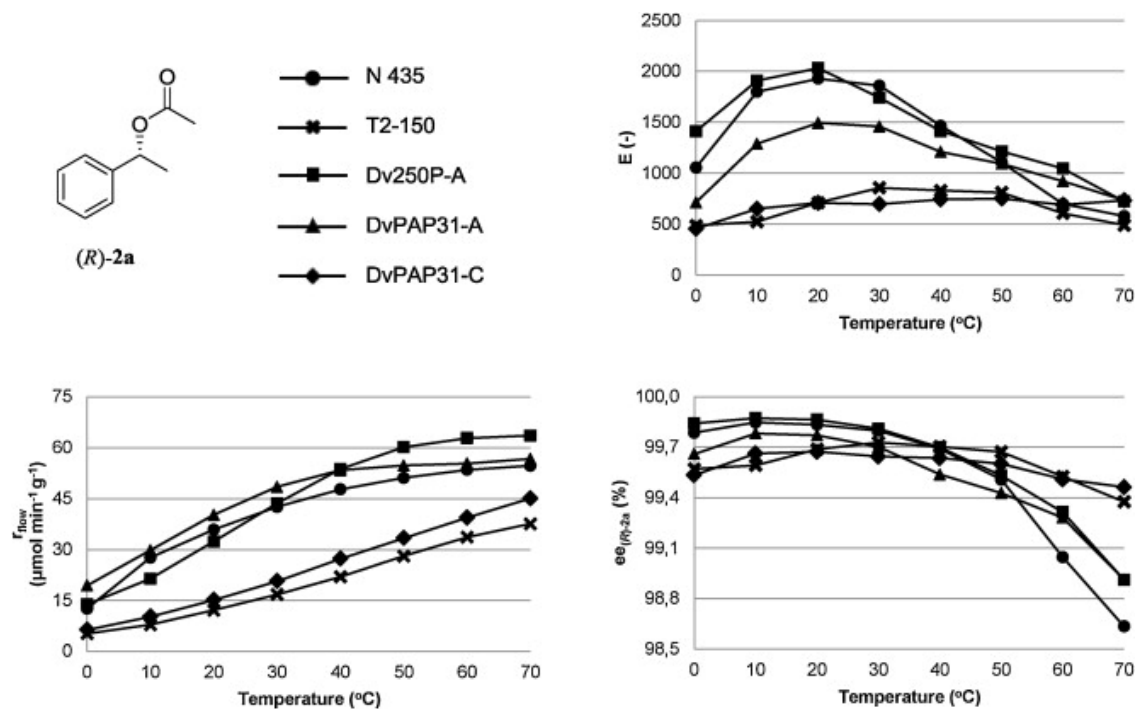 O
O
(R)-2a
N 435
T2-150
Dv250P-A
DvPAP31-A
DvPAP31-C
E (-)
2500
2000
1500
1000
500
0
0 10 20 30 40 50 60 70
Temperature (°C)
r_flow
(µmol min⁻¹ g⁻¹)
75
60
45
30
15
0
0 10 20 30 40 50 60 70
Temperature (°C)
ee(R)-2a (%)
100,0
99,7
99,4
99,1
98,8
98,5
0 10 20 30 40 50 60 70
Temperature (°C)